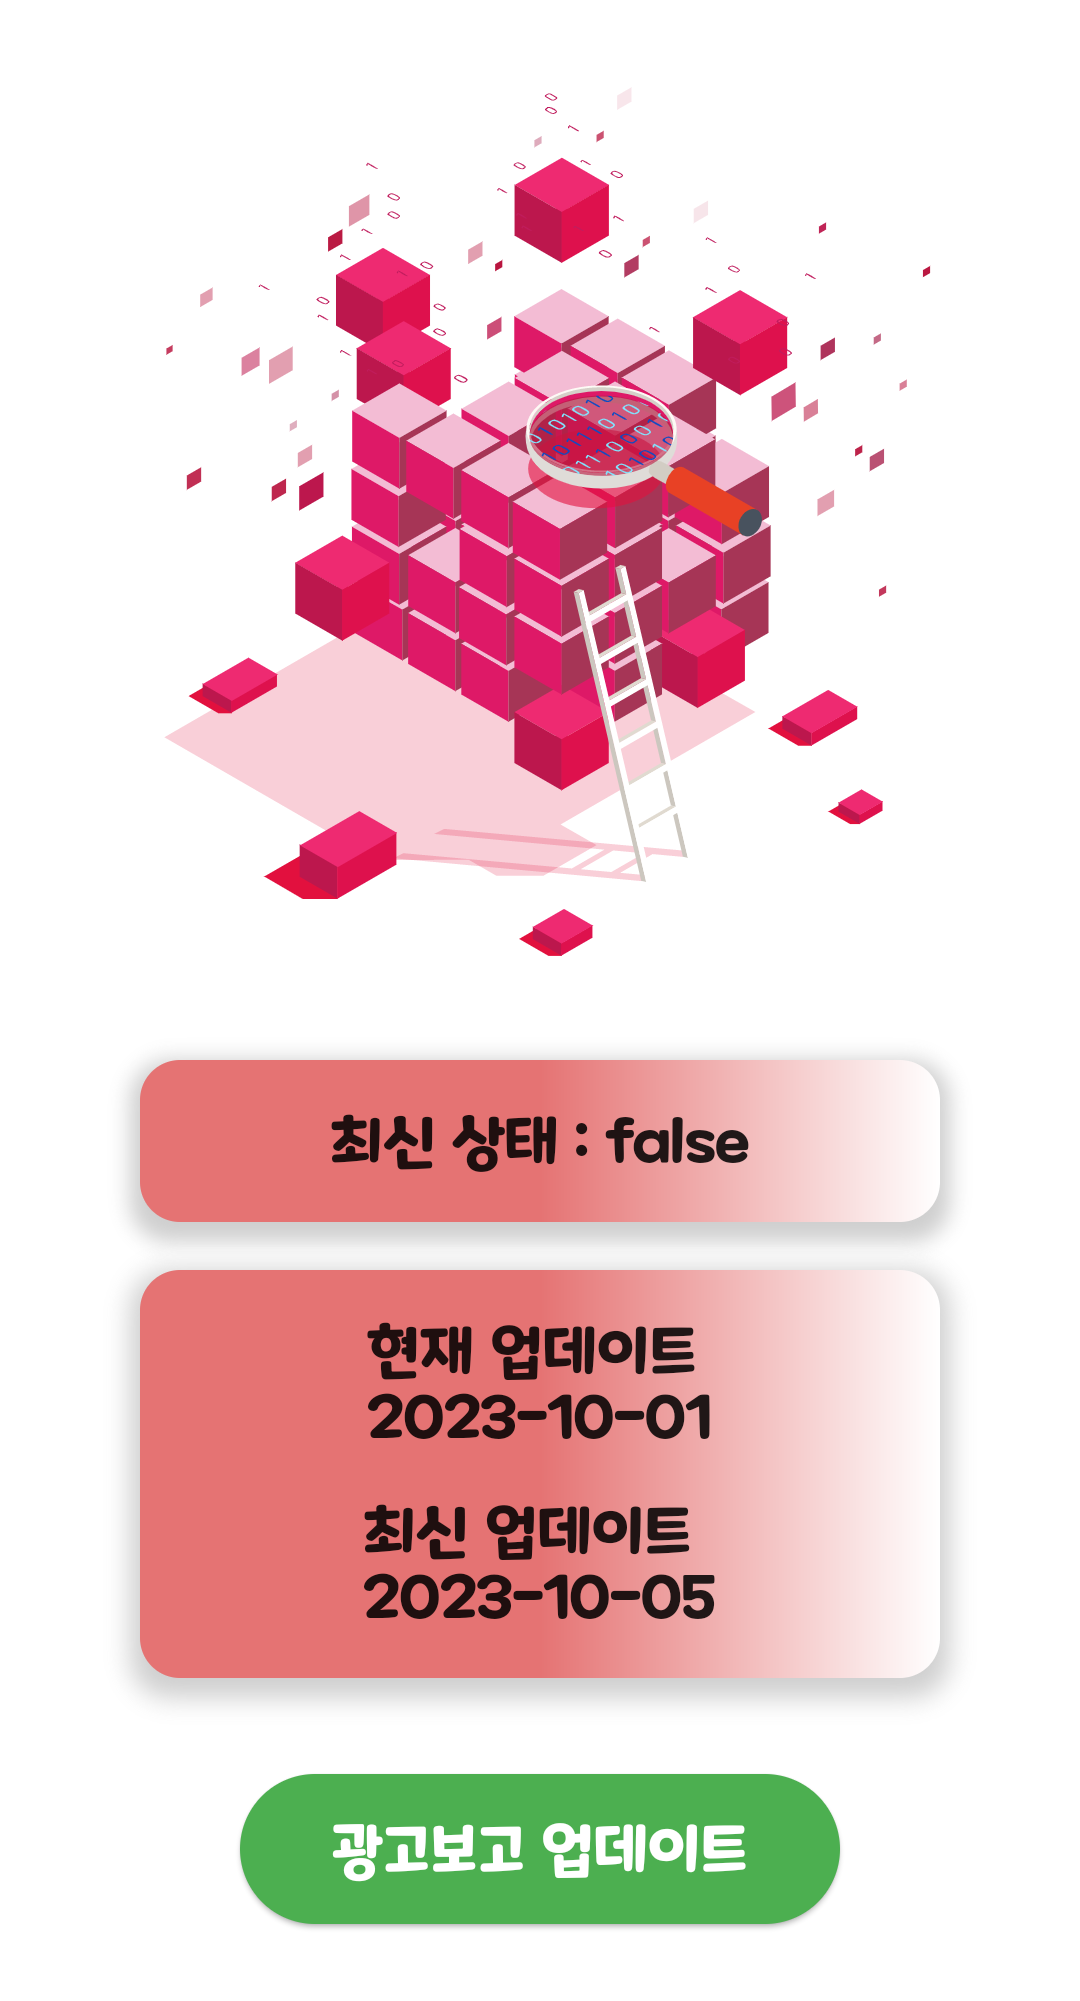 최신 상태 : false
현재 업데이트
2023-10-01
최신 업데이트
2023-10-05
광고보고 업데이트